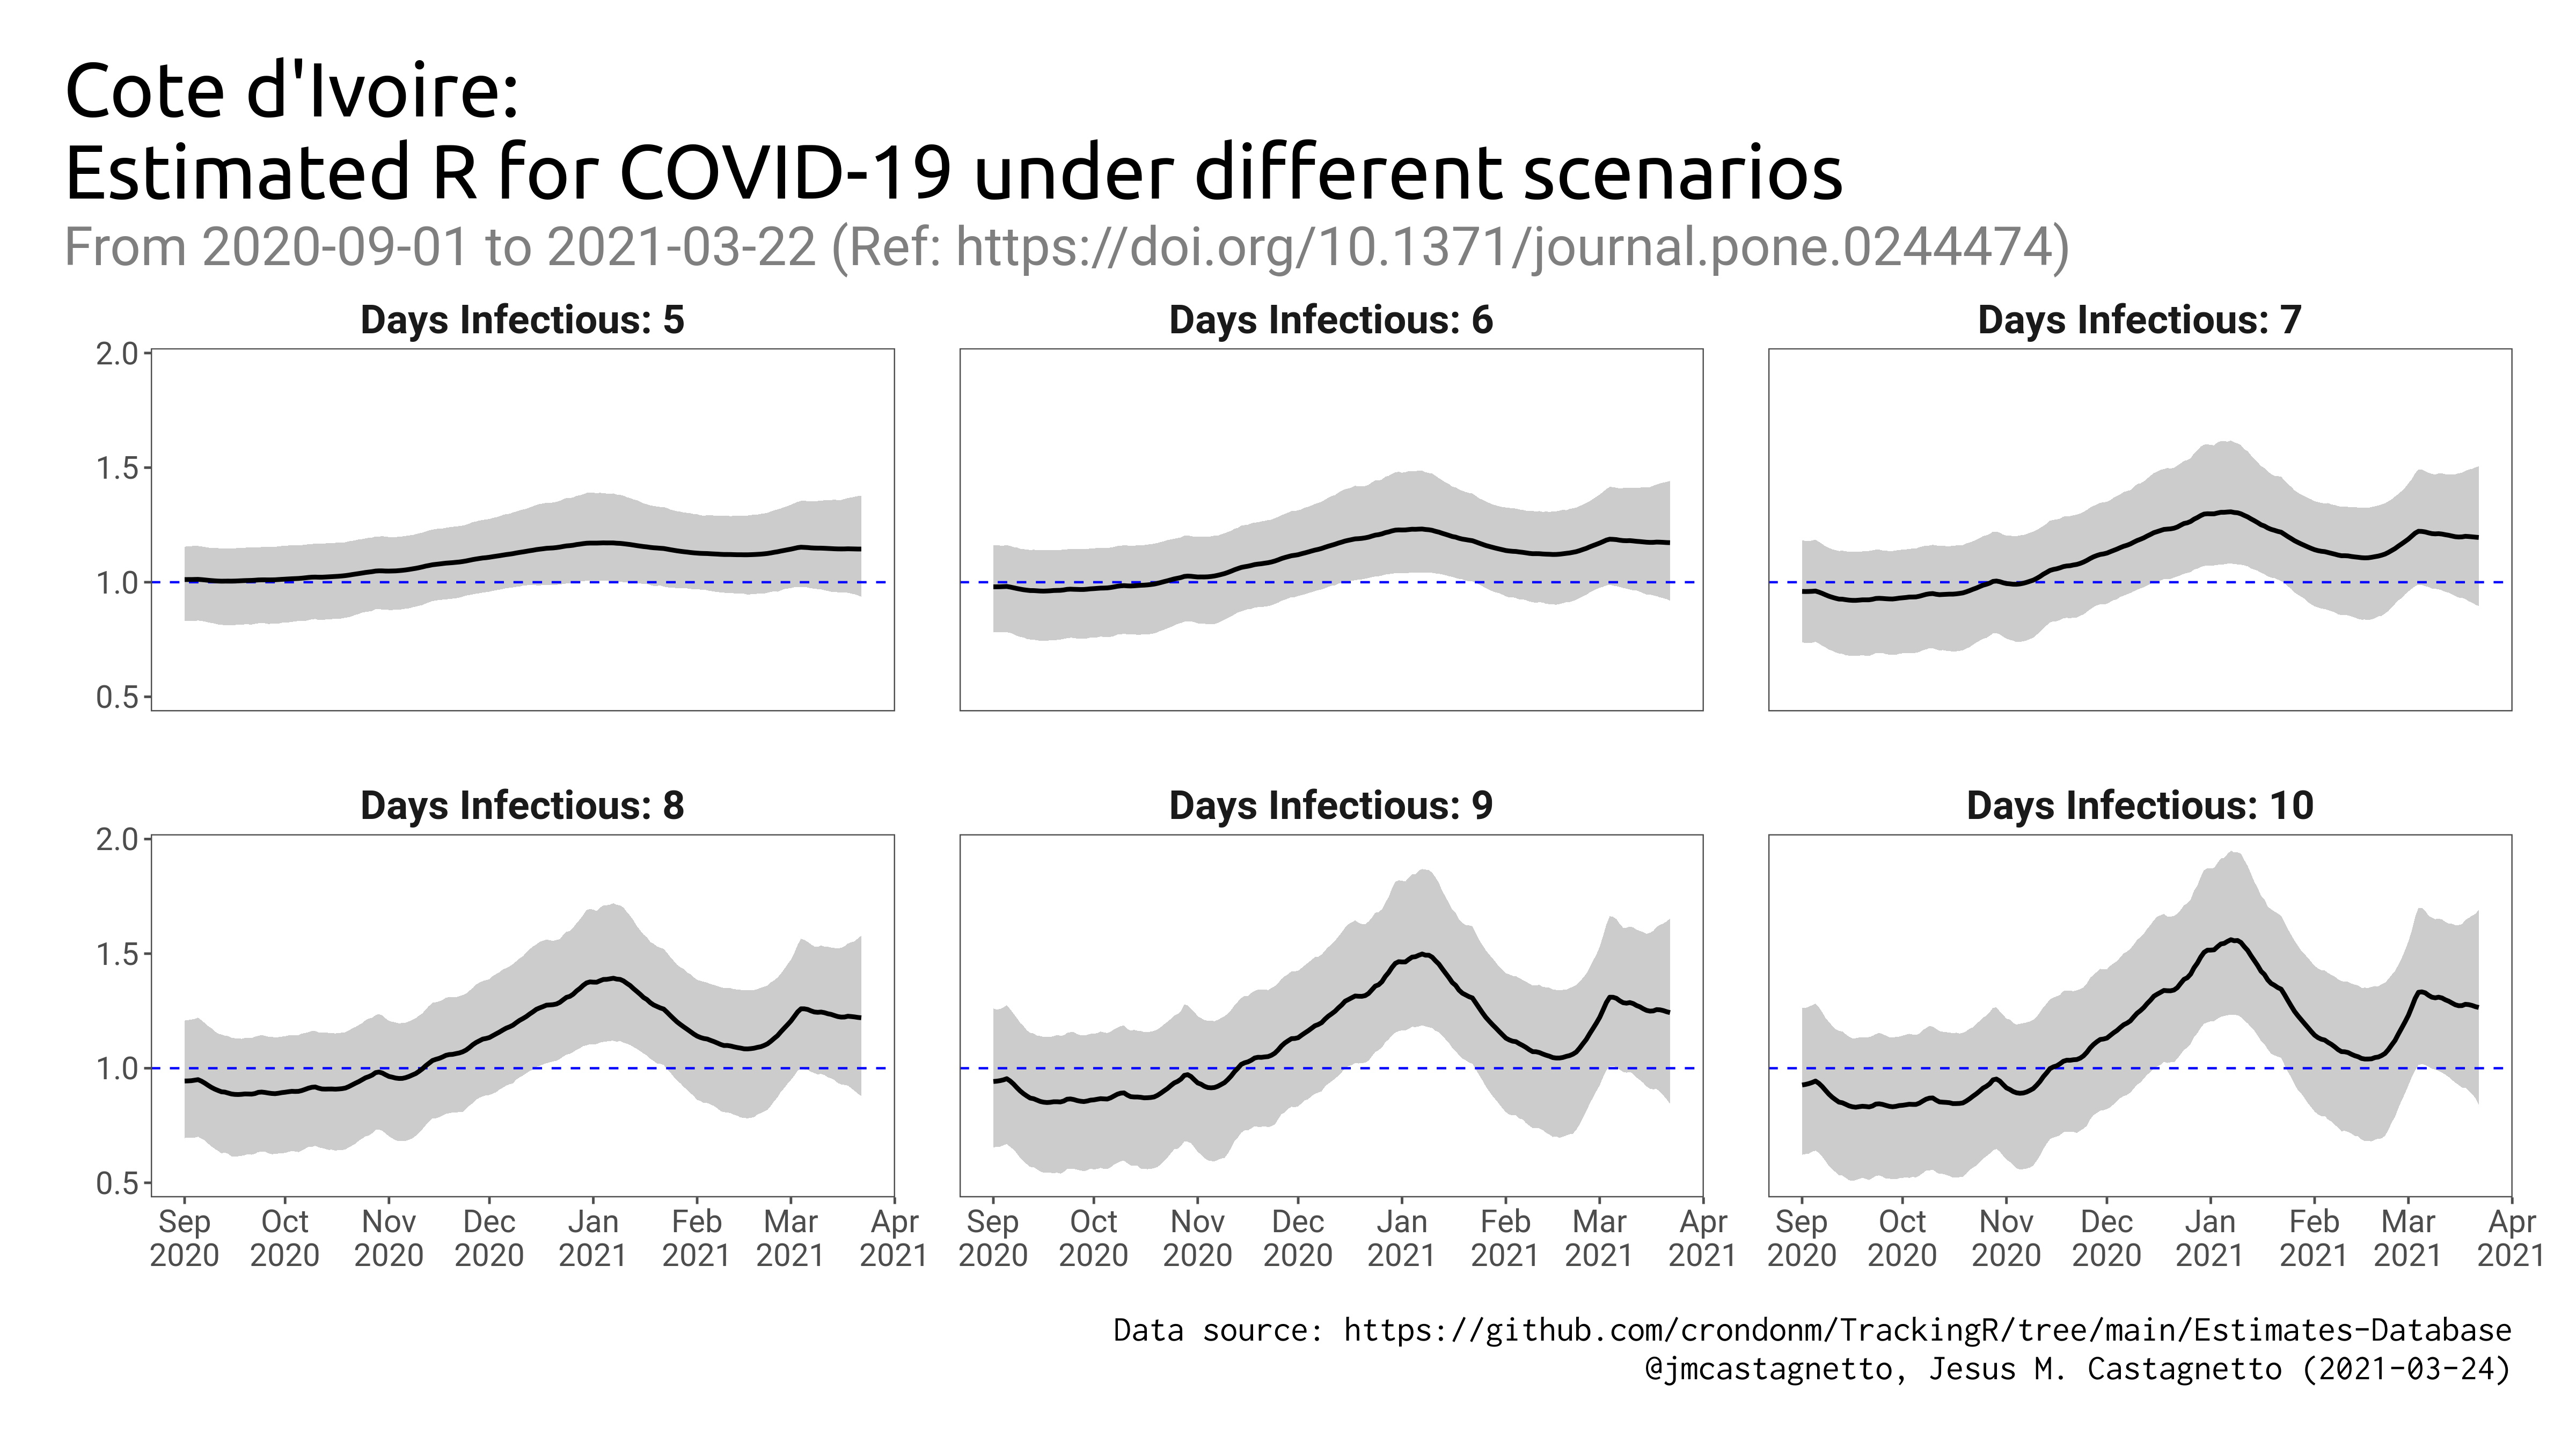 Cote d'Ivoire:
Estimated R for COVID-19 under different scenarios
From 2020-09-01 to 2021-03-22 (Ref: https://doi.org/10.1371/journal.pone.0244474)
Days Infectious: 5
Days Infectious: 6
Days Infectious: 7
2.0
1.5
1.0
0.5
Days Infectious: 8
Days Infectious: 9
Days Infectious: 10
2.0
1.5
1.0
0.5
Sep Oct Nov Dec Jan Feb Mar Apr
2020 2020 2020 2020 2021 2021 2021 2021
Sep Oct Nov Dec Jan Feb Mar Apr
2020 2020 2020 2020 2021 2021 2021 2021
Sep Oct Nov Dec Jan Feb Mar Apr
2020 2020 2020 2020 2021 2021 2021 2021
Data source: https://github.com/crondonm/TrackingR/tree/main/Estimates-Database
@jmcastagnetto, Jesus M. Castagnetto (2021-03-24)